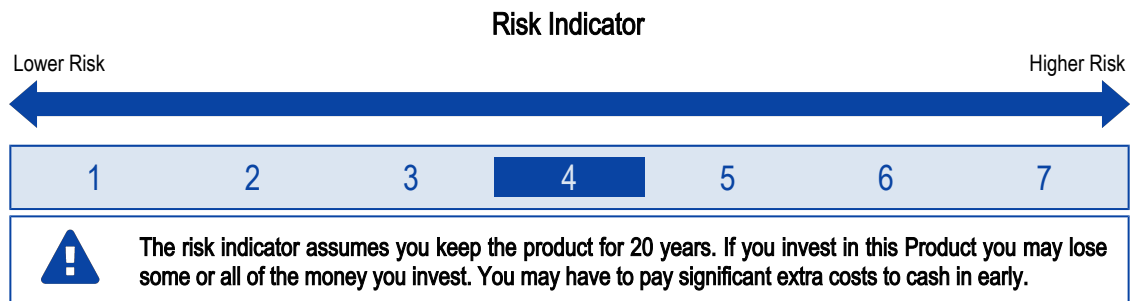 Risk Indicator
Lower Risk Higher Risk
1 2 3 4 5 6 7
The risk indicator assumes you keep the product for 20 years. If you invest in this Product you may lose
some or all of the money you invest. You may have to pay significant extra costs to cash in early.